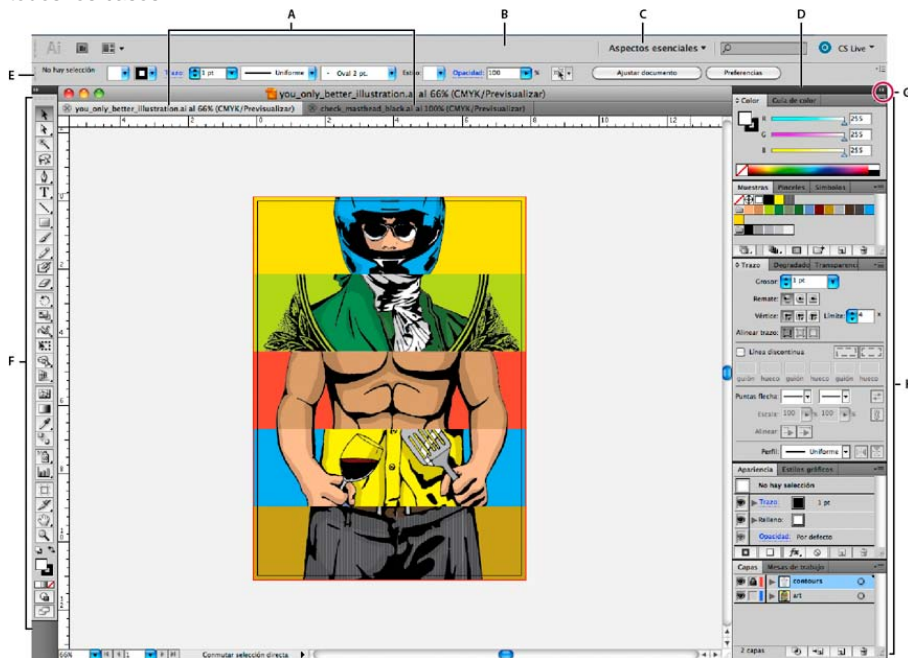 A B C D
Ai Aspectos esenciales CS Live
E No hay selección Trazo: 1 pt Uniforme Oval 2 pt. Estilo: Opacidad: 100 % Ajustar documento Preferencias
you_only_better_illustration.ai al 66% (CMYK/Previsualizar)
you_only_better_illustration.ai al 66% (CMYK/Previsualizar) check_masthead_black.ai al 100% (CMYK/Previsualizar)
Color Guía de color
R 255
G 255
B 255
Muestras Pinceles Símbolos
Trazo Degradado Transparenci
Grosor: 1 pt
Remate:
Vértice: Límite: 4 x
Alinear trazo:
F
H
Línea discontinua
guión hueco guión hueco guión hueco
Puntas flecha:
Escala: 100 % 100 %
Alinear:
Perfil: Uniforme
Apariencia Estilos gráficos
No hay selección
Trazo: 1 pt
Relleno:
Opacidad: Por defecto
Capas Mesas de trabajo
contours
art
66% 1 Conmutar selección directa 2 capas